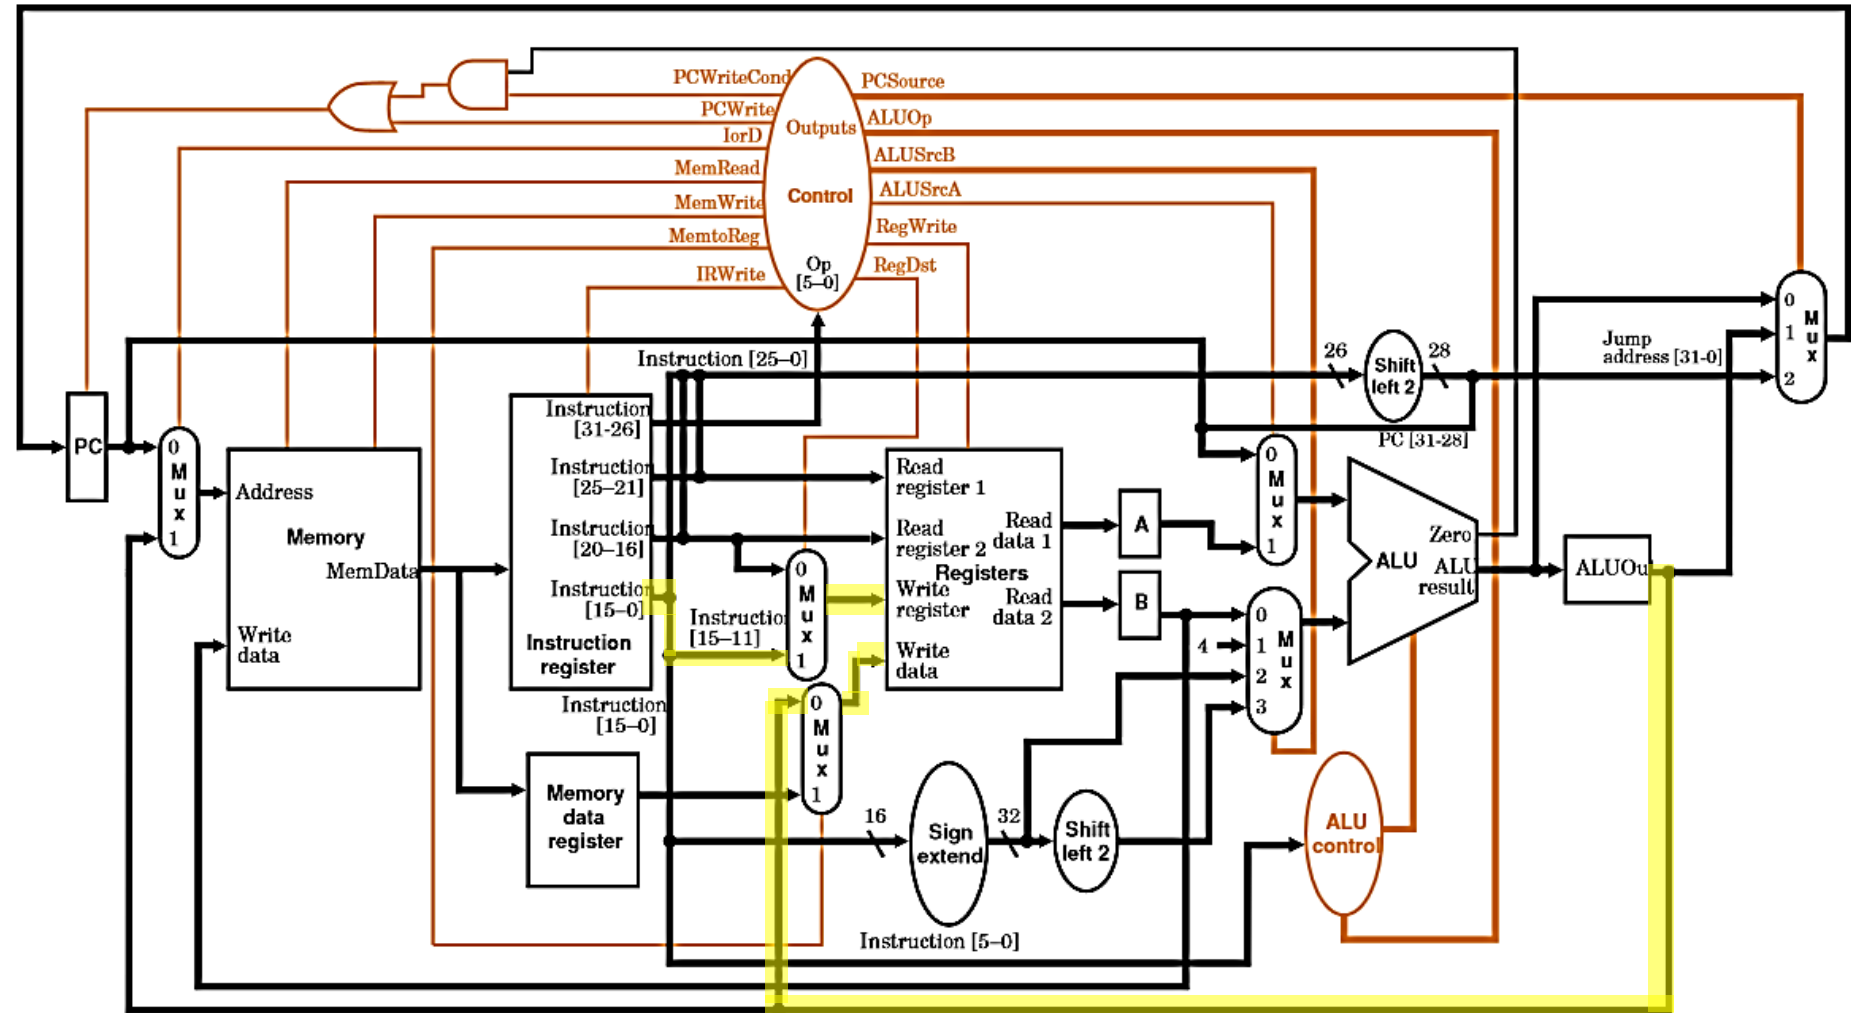 PCWriteCond
PCWrite
IorD
MemRead
MemWrite
MemtoReg
IRWrite
Outputs
Control
Op
[5–0]
PCSource
ALUOp
ALUSrcB
ALUSrcA
RegWrite
RegDst
PC
0
M
u
x
1
Address
Memory
MemData
Write
data
Instruction [25–0]
Instruction
[31-26]
Instruction
[25–21]
Instruction
[20–16]
Instruction
[15–0]
Instruction
register
Instruction
[15–11]
Instruction
[15–0]
Memory
data
register
0
M
u
x
1
0
M
u
x
1
Read
register 1
Read
register 2
Registers
Write
register
Write
data
Read
data 1
Read
data 2
A
B
16
Sign
extend
32
Shift
left 2
Instruction [5–0]
0
M
u
x
1
4
0
1
2
3
M
u
x
26
Shift
left 2
28
PC [31-28]
Jump
address [31-0]
Zero
ALU
ALU
result
ALUOu
ALU
control
0
1
2
M
u
x